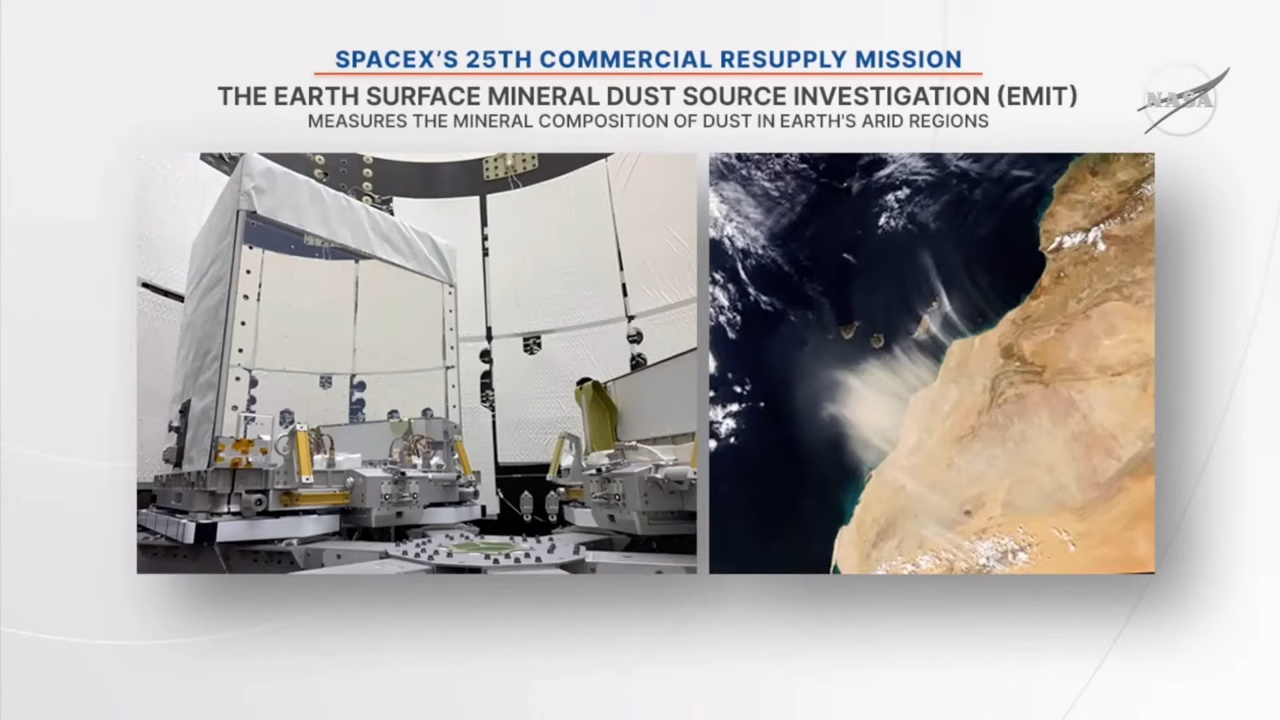 SPACEX'S 25TH COMMERCIAL RESUPPLY MISSION
THE EARTH SURFACE MINERAL DUST SOURCE INVESTIGATION (EMIT)
MEASURES THE MINERAL COMPOSITION OF DUST IN EARTH'S ARID REGIONS
NASA